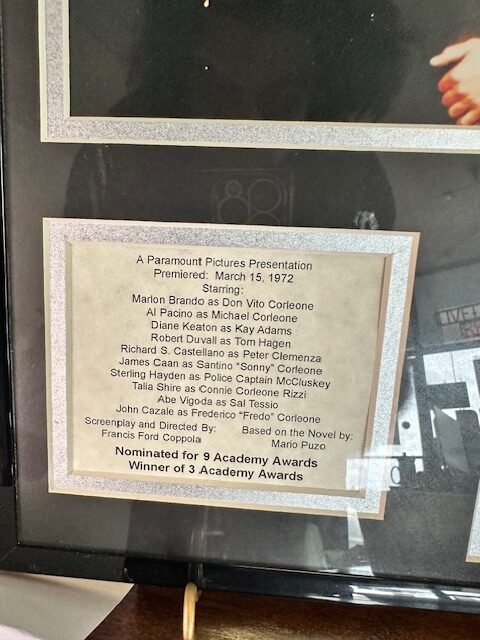 A Paramount Pictures Presentation
Premiered: March 15, 1972
Starring:
Marlon Brando as Don Vito Corleone
Al Pacino as Michael Corleone
Diane Keaton as Kay Adams
Robert Duvall as Tom Hagen
Richard S. Castellano as Peter Clemenza
James Caan as Santino "Sonny" Corleone
Sterling Hayden as Police Captain McCluskey
Talia Shire as Connie Corleone Rizzi
Abe Vigoda as Sal Tessio
John Cazale as Frederico "Fredo" Corleone
Screenplay and Directed By: Based on the Novel by:
Francis Ford Coppola Mario Puzo
Nominated for 9 Academy Awards
Winner of 3 Academy Awards